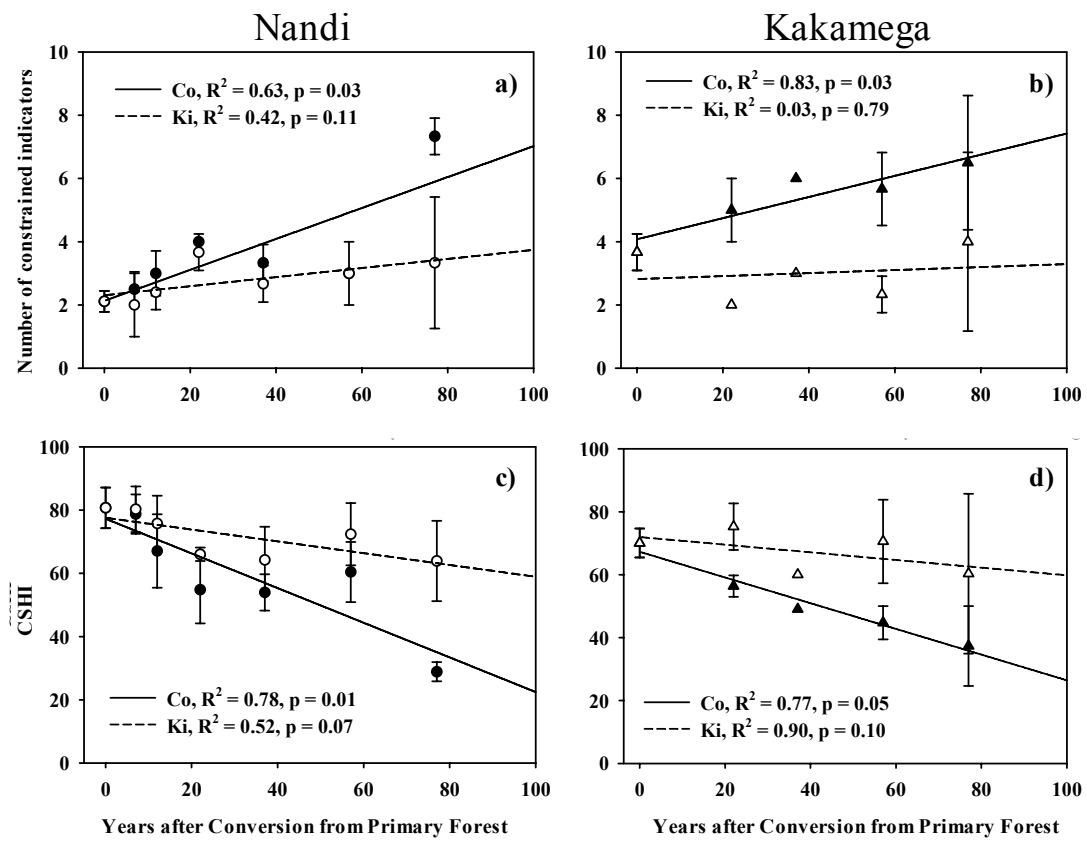 Nandi
Kakamega
Number of constrained indicators
10
8
6
4
2
0
Co, R² = 0.63, p = 0.03
Ki, R² = 0.42, p = 0.11
a)
0 20 40 60 80 100
10
8
6
4
2
0
Co, R² = 0.83, p = 0.03
Ki, R² = 0.03, p = 0.79
b)
0 20 40 60 80 100
CSHI
100
80
60
40
20
0
c)
Co, R² = 0.78, p = 0.01
Ki, R² = 0.52, p = 0.07
0 20 40 60 80 100
Years after Conversion from Primary Forest
100
80
60
40
20
0
d)
Co, R² = 0.77, p = 0.05
Ki, R² = 0.90, p = 0.10
0 20 40 60 80 100
Years after Conversion from Primary Forest